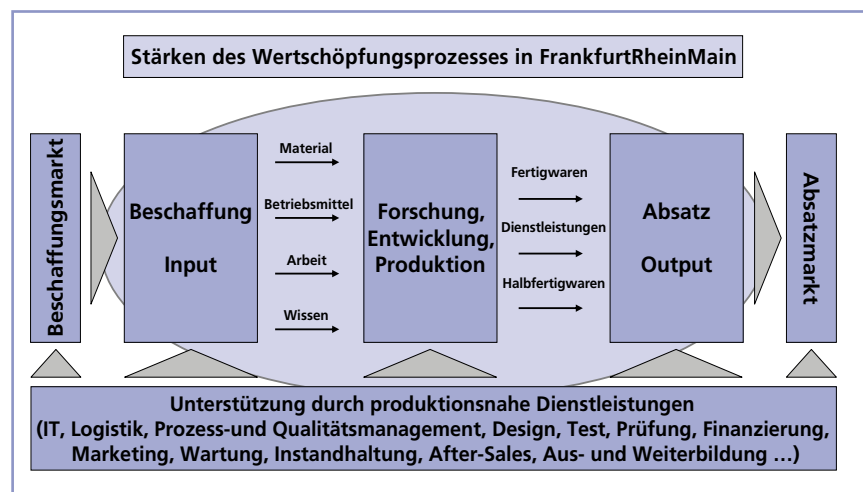 Stärken des Wertschöpfungsprozesses in FrankfurtRheinMain
Beschaffungsmarkt
Beschaffung
Input
Material
Betriebsmittel
Arbeit
Wissen
Forschung,
Entwicklung,
Produktion
Fertigwaren
Dienstleistungen
Halbfertigwaren
Absatz
Output
Absatzmarkt
Unterstützung durch produktionsnahe Dienstleistungen
(IT, Logistik, Prozess-und Qualitätsmanagement, Design, Test, Prüfung, Finanzierung,
Marketing, Wartung, Instandhaltung, After-Sales, Aus- und Weiterbildung ...)